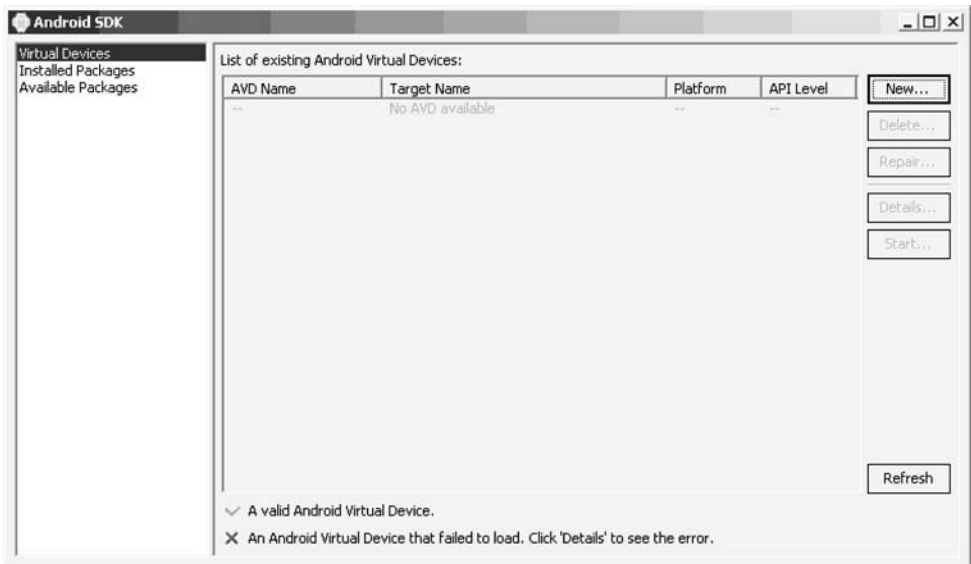 Android SDK
Virtual Devices
Installed Packages
Available Packages
List of existing Android Virtual Devices:
AVD Name Target Name Platform API Level
-- No AVD available -- --
New...
Delete...
Repair...
Details...
Start...
Refresh
A valid Android Virtual Device.
An Android Virtual Device that failed to load. Click 'Details' to see the error.